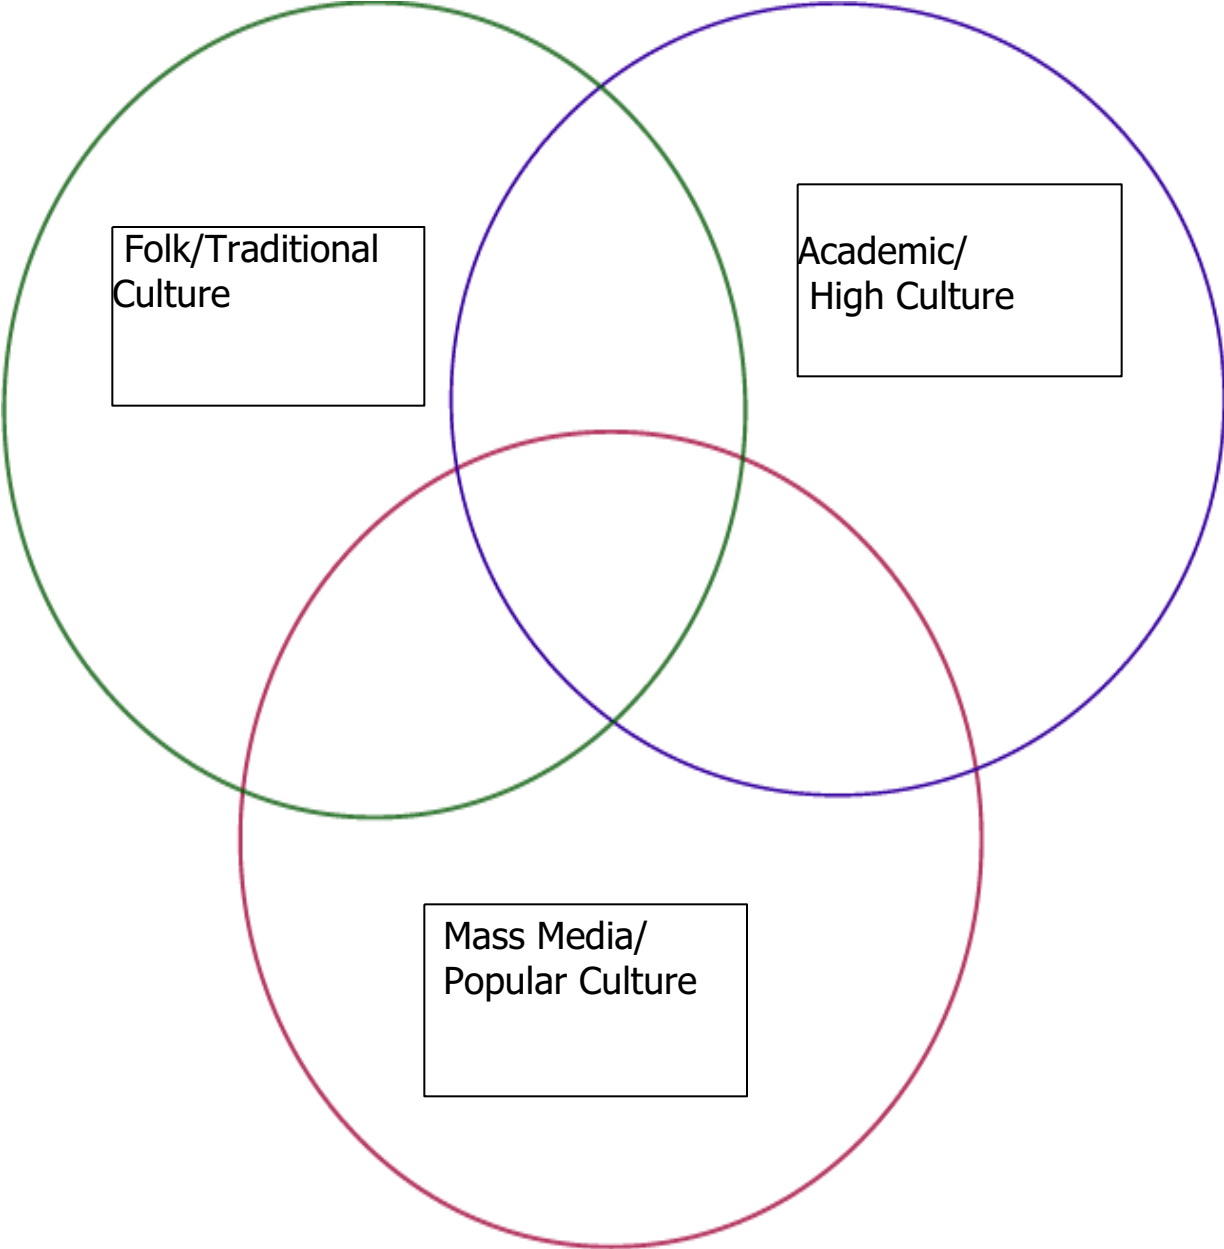 Folk/Traditional
Culture
Academic/
High Culture
Mass Media/
Popular Culture